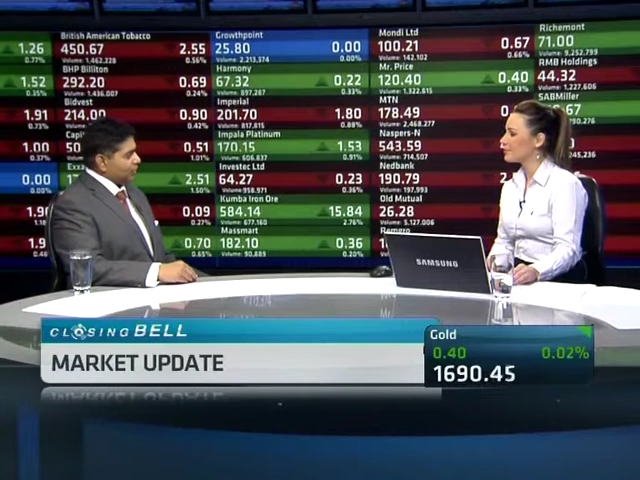 1.26
0.77%
1.52
0.35%
1.91
0.73%
1.00
0.37%
0.00
0.00%
British American Tobacco
450.67 2.55
Volume: 1,462,228 0.56%
BHP Billiton
292.20 0.69
Volume: 1,436,007 0.24%
Bidvest
214.00 0.90
0.42%
0.51
1.01%
2.51
1.50%
0.09
0.27%
0.70
0.65%
Growthpoint
25.80 0.00
Volume: 2,213,574 0.00%
Harmony
67.32 0.22
Volume: 897,287 0.33%
Imperial
201.70 1.80
Volume: 817,815 0.88%
Impala Platinum
170.15 1.53
Volume: 606,837 0.91%
Investec Ltd
64.27 0.23
Volume: 958,971 0.36%
Kumba Iron Ore
584.14 15.84
Volume: 677,160 2.76%
Massmart
182.10 0.36
Volume: 90,885 0.20%
Mondi Ltd
100.21 0.67
Volume: 142,102 0.66%
Mr. Price
120.40 0.40
Volume: 1,322,615 0.33%
MTN
178.49
Volume: 2,468,277
Naspers-N
543.59
Volume: 714,507
Nedbank
190.79
Volume: 197,993
Old Mutual
26.28
Volume: 5,127,006
Remgro
Richemont
71.00
Volume: 9,252,793
RMB Holdings
44.32
Volume: 1,227,606
SABMiller
SAMSUNG
CLOSING BELL
MARKET UPDATE
Gold
0.40 0.02%
1690.45